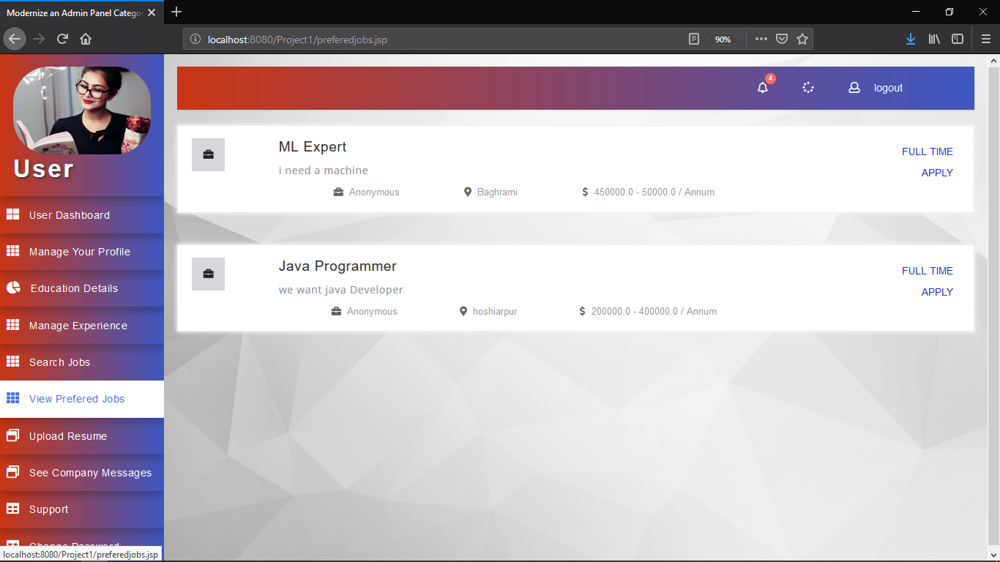 Modernize an Admin Panel Catego
localhost:8080/Project1/preferedjobs.jsp
90%
User
User Dashboard
Manage Your Profile
Education Details
Manage Experience
Search Jobs
View Prefered Jobs
Upload Resume
See Company Messages
Support
Change Password
localhost:8080/Project1/preferedjobs.jsp
4
logout
ML Expert
FULL TIME
i need a machine
APPLY
Anonymous Baghrami $ 450000.0 - 50000.0 / Annum
Java Programmer
FULL TIME
we want java Developer
APPLY
Anonymous hoshiarpur $ 200000.0 - 400000.0 / Annum